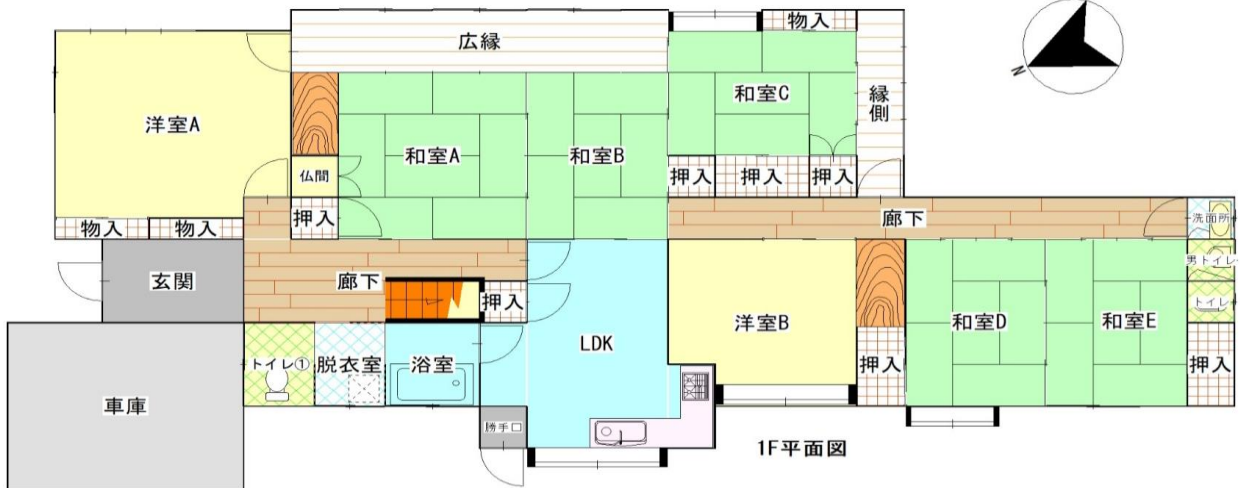 物入
広縁
N
洋室A
和室C
縁側
和室A
和室B
仏間
押入
押入
押入
押入
物入
物入
廊下
洗面所
玄関
男トイレ
廊下
押入
トイレ
洋室B
和室D
和室E
LDK
トイレ①
脱衣室
浴室
押入
押入
車庫
勝手口
1F平面図